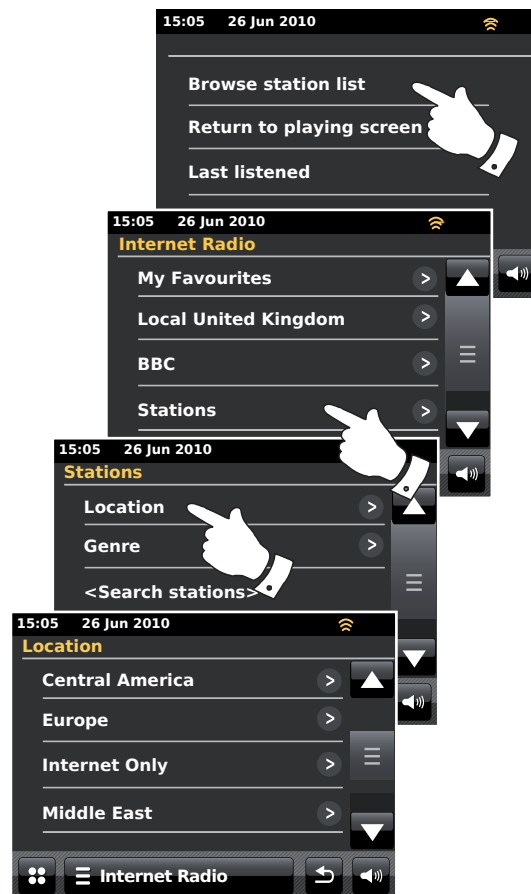 15:05 26 Jun 2010
Browse station list
Return to playing screen
Last listened
15:05 26 Jun 2010
Internet Radio
My Favourites
Local United Kingdom
BBC
Stations
15:05 26 Jun 2010
Stations
Location
Genre
<Search stations>
15:05 26 Jun 2010
Location
Central America
Europe
Internet Only
Middle East
Internet Radio